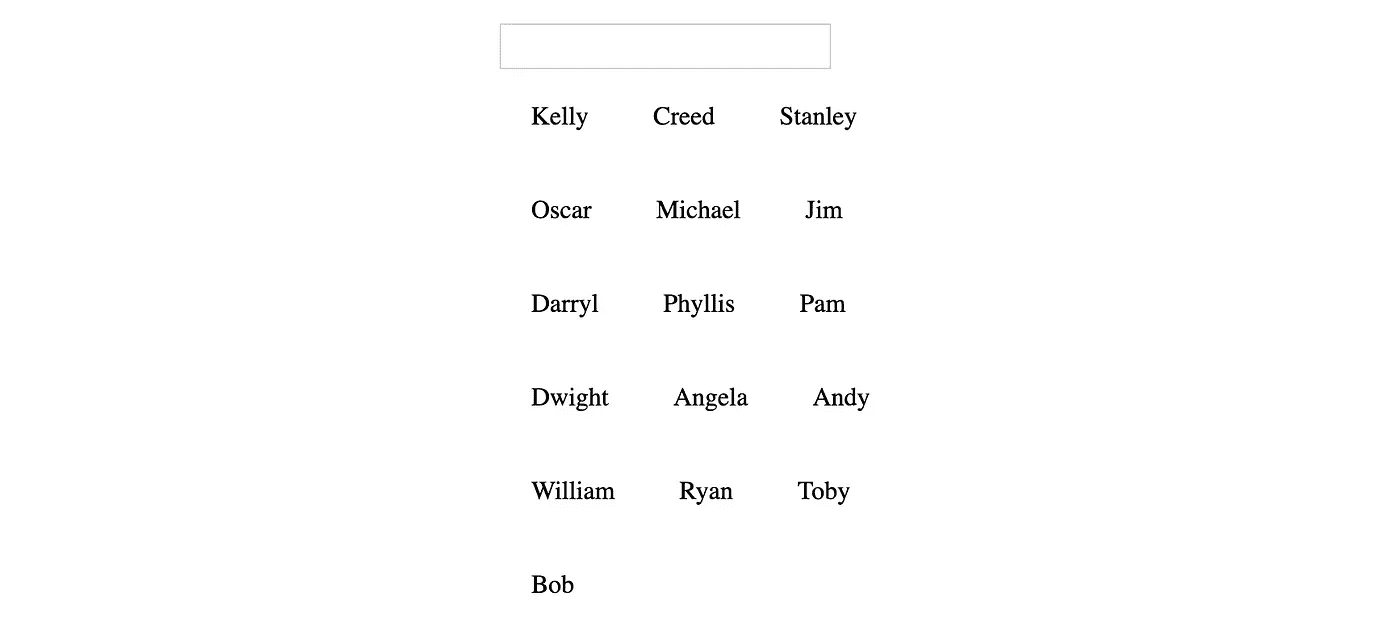 Kelly Creed Stanley
Oscar Michael Jim
Darryl Phyllis Pam
Dwight Angela Andy
William Ryan Toby
Bob